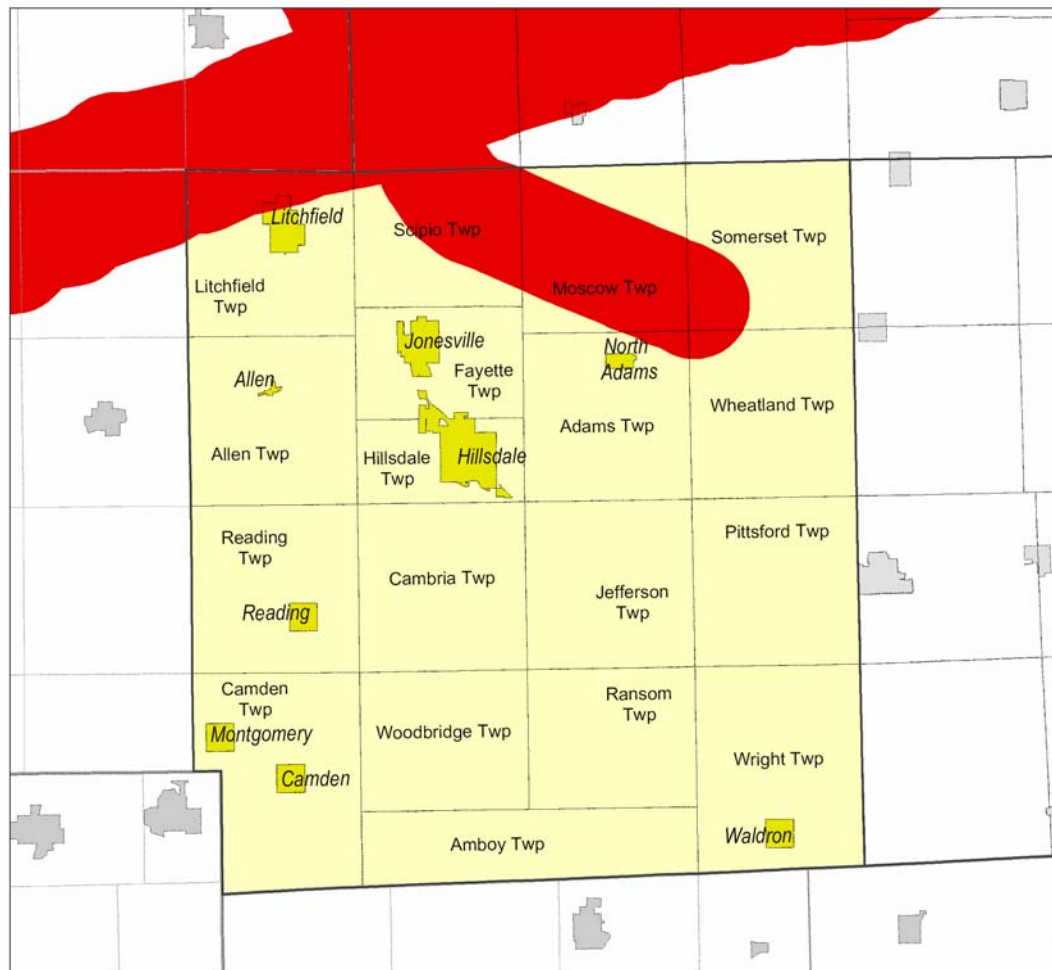 Litchfield
Scipio Twp
Somerset Twp
Litchfield
Twp
Moscow Twp
Jonesville
North
Adams
Allen
Fayette
Twp
Wheatland Twp
Adams Twp
Allen Twp
Hillsdale
Twp
Hillsdale
Reading
Twp
Pittsford Twp
Cambria Twp
Jefferson
Twp
Reading
Camden
Twp
Ransom
Twp
Montgomery
Woodbridge Twp
Wright Twp
Camden
Waldron
Amboy Twp